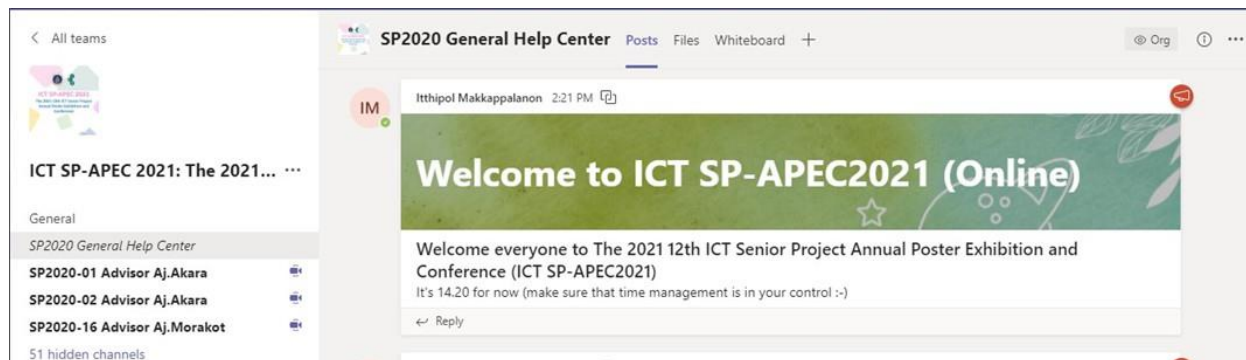 All teams
ICT SP-APEC 2021
ICT SP-APEC 2021: The 2021...
General
SP2020 General Help Center
SP2020-01 Advisor Aj.Akara
SP2020-02 Advisor Aj.Akara
SP2020-16 Advisor Aj.Morakot
51 hidden channels
SP2020 General Help Center Posts Files Whiteboard
Org
IM
Itthipol Makkappalanon 2:21 PM
Welcome to ICT SP-APEC2021 (Online)
Welcome everyone to The 2021 12th ICT Senior Project Annual Poster Exhibition and
Conference (ICT SP-APEC2021)
It's 14.20 for now (make sure that time management is in your control :-)
Reply